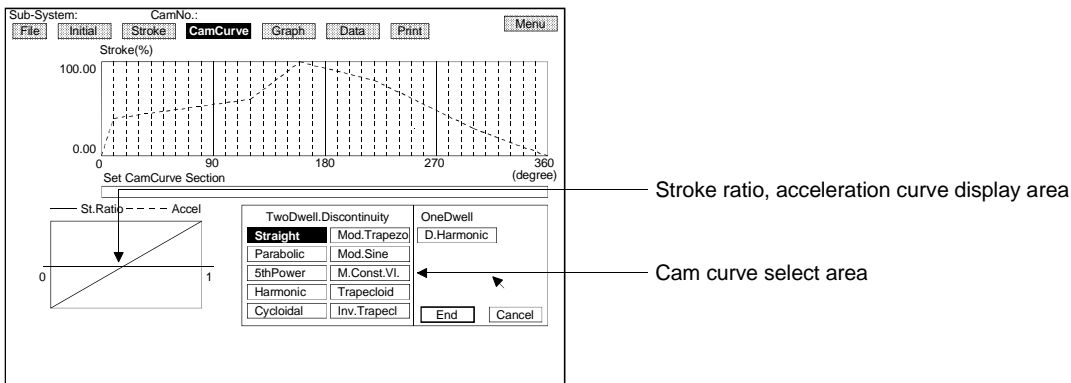 Sub-System: CamNo.:
File Initial Stroke CamCurve Graph Data Print Menu
Stroke(%)
100.00
0.00
0 90 180 270 360
(degree)
Set CamCurve Section
St.Ratio Accel
0 1
TwoDwell.Discontinuity OneDwell
Straight Mod.Trapezo D.Harmonic
Parabolic Mod.Sine
5thPower M.Const.Vl.
Harmonic Trapecloid
Cycloidal Inv.Trapecl End Cancel
Stroke ratio, acceleration curve display area
Cam curve select area